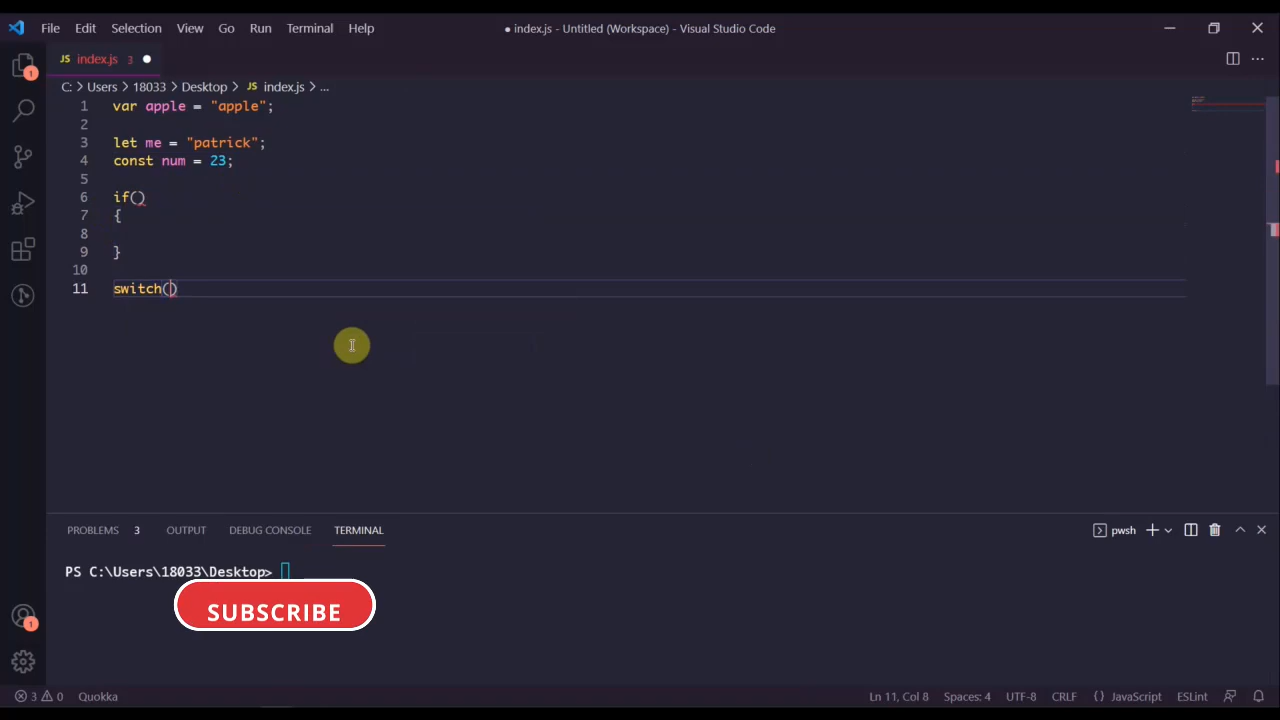 File Edit Selection View Go Run Terminal Help
● index.js - Untitled (Workspace) - Visual Studio Code
JS index.js 3 ●
C: > Users > 18033 > Desktop > JS index.js > ...
1 var apple = "apple";
2
3 let me = "patrick";
4 const num = 23;
5
6 if()
7 {
8
9 }
10
11 switch()
1
PROBLEMS 3 OUTPUT DEBUG CONSOLE TERMINAL
pwsh
PS C:\Users\18033\Desktop>
SUBSCRIBE
1
3 0 Quokka Ln 11, Col 8 Spaces: 4 UTF-8 CRLF {} JavaScript ESLint